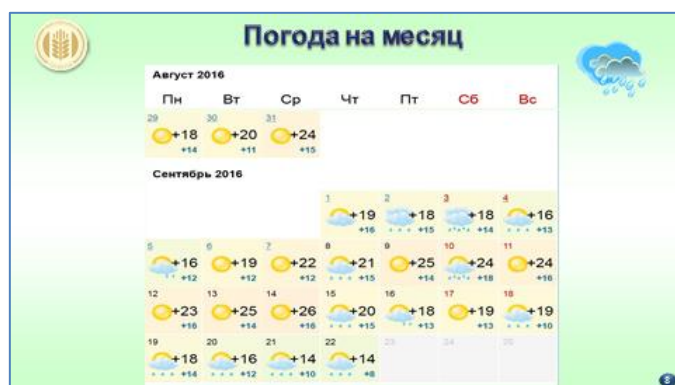 Погода на месяц
Август 2016
Пн Вт Ср Чт Пт Сб Вс
29 30 31
+18 +20 +24
+14 +11 +15
Сентябрь 2016
1 2 3 4
+19 +18 +18 +16
+16 +15 +14 +13
5 6 7 8 9 10 11
+16 +19 +22 +21 +25 +24 +24
+12 +12 +12 +15 +14 +18 +16
12 13 14 15 16 17 18
+23 +25 +26 +20 +18 +19 +19
+16 +14 +16 +15 +13 +13 +10
19 20 21 22 23 24 25
+18 +16 +14 +14
+14 +12 +10 +8
8